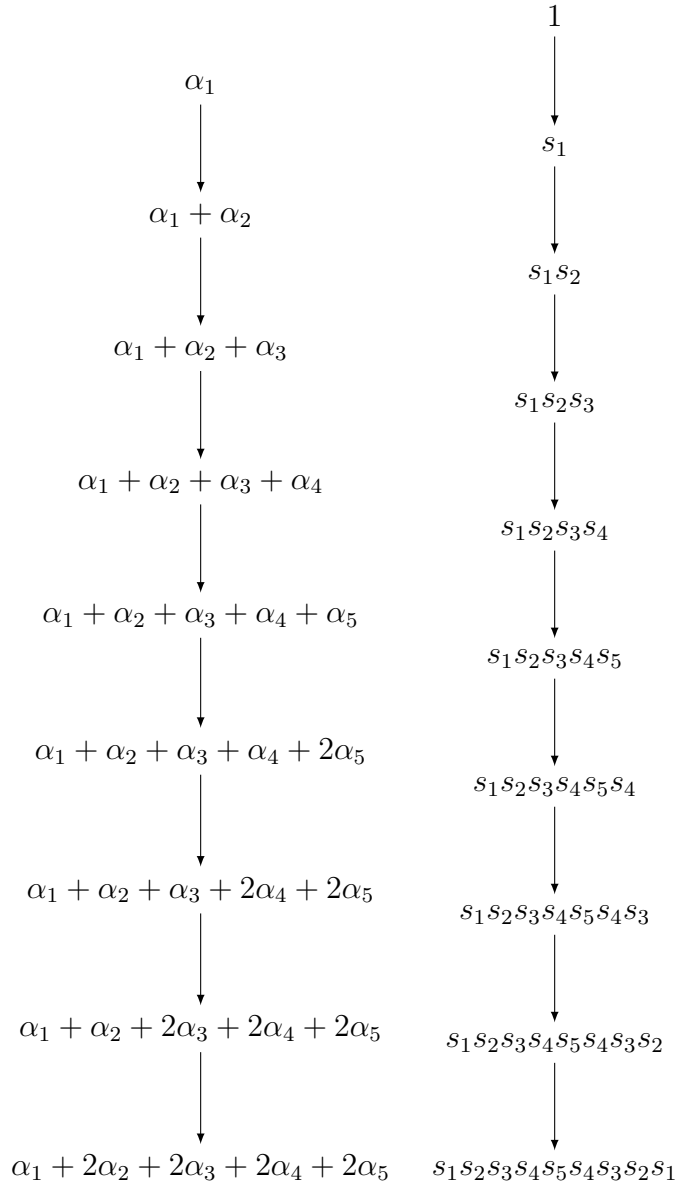 α₁
α₁ + α₂
α₁ + α₂ + α₃
α₁ + α₂ + α₃ + α₄
α₁ + α₂ + α₃ + α₄ + α₅
α₁ + α₂ + α₃ + α₄ + 2α₅
α₁ + α₂ + α₃ + 2α₄ + 2α₅
α₁ + α₂ + 2α₃ + 2α₄ + 2α₅
α₁ + 2α₂ + 2α₃ + 2α₄ + 2α₅
1
s₁
s₁s₂
s₁s₂s₃
s₁s₂s₃s₄
s₁s₂s₃s₄s₅
s₁s₂s₃s₄s₅s₄
s₁s₂s₃s₄s₅s₄s₃
s₁s₂s₃s₄s₅s₄s₃s₂
s₁s₂s₃s₄s₅s₄s₃s₂s₁